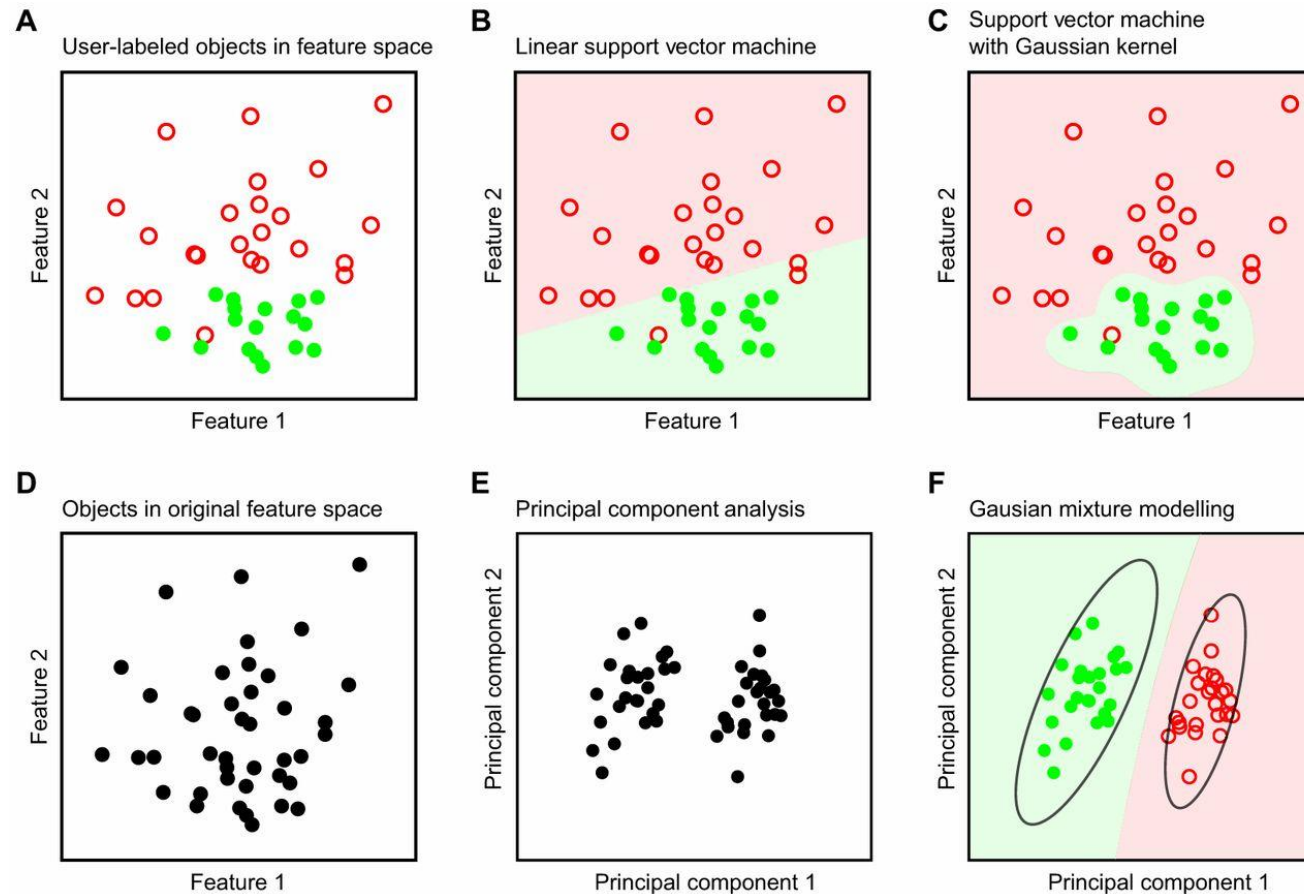 A
User-labeled objects in feature space
Feature 2
Feature 1
B
Linear support vector machine
Feature 2
Feature 1
C
Support vector machine
with Gaussian kernel
Feature 2
Feature 1
D
Objects in original feature space
Feature 2
Feature 1
E
Principal component analysis
Principal component 2
Principal component 1
F
Gausian mixture modelling
Principal component 2
Principal component 1